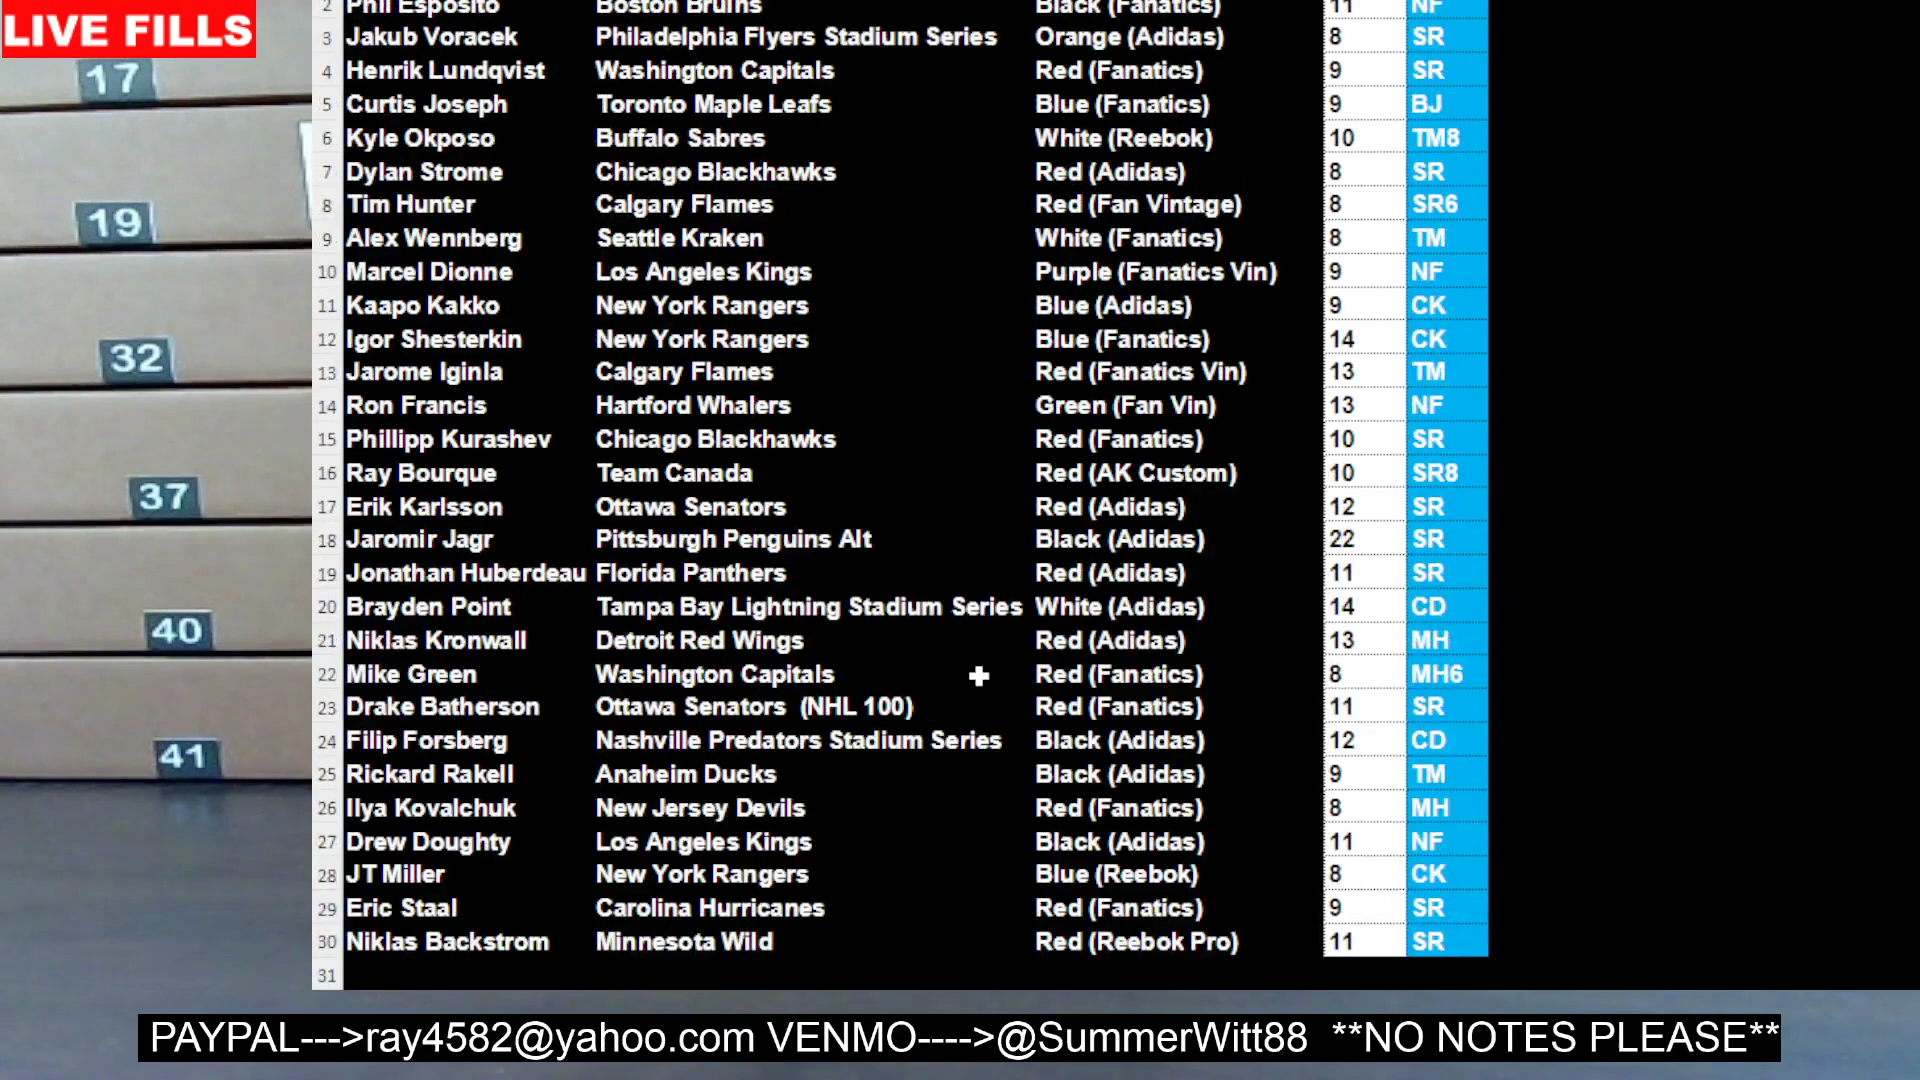 LIVE FILLS
17
19
32
37
40
41
2 Phil Esposito Boston Bruins Black (Fanatics) 11 NF
3 Jakub Voracek Philadelphia Flyers Stadium Series Orange (Adidas) 8 SR
4 Henrik Lundqvist Washington Capitals Red (Fanatics) 9 SR
5 Curtis Joseph Toronto Maple Leafs Blue (Fanatics) 9 BJ
6 Kyle Okposo Buffalo Sabres White (Reebok) 10 TM8
7 Dylan Strome Chicago Blackhawks Red (Adidas) 8 SR
8 Tim Hunter Calgary Flames Red (Fan Vintage) 8 SR6
9 Alex Wennberg Seattle Kraken White (Fanatics) 8 TM
10 Marcel Dionne Los Angeles Kings Purple (Fanatics Vin) 9 NF
11 Kaapo Kakko New York Rangers Blue (Adidas) 9 CK
12 Igor Shesterkin New York Rangers Blue (Fanatics) 14 CK
13 Jarome Iginla Calgary Flames Red (Fanatics Vin) 13 TM
14 Ron Francis Hartford Whalers Green (Fan Vin) 13 NF
15 Phillipp Kurashev Chicago Blackhawks Red (Fanatics) 10 SR
16 Ray Bourque Team Canada Red (AK Custom) 10 SR8
17 Erik Karlsson Ottawa Senators Red (Adidas) 12 SR
18 Jaromir Jagr Pittsburgh Penguins Alt Black (Adidas) 22 SR
19 Jonathan Huberdeau Florida Panthers Red (Adidas) 11 SR
20 Brayden Point Tampa Bay Lightning Stadium Series White (Adidas) 14 CD
21 Niklas Kronwall Detroit Red Wings Red (Adidas) 13 MH
22 Mike Green Washington Capitals Red (Fanatics) 8 MH6
23 Drake Batherson Ottawa Senators (NHL 100) Red (Fanatics) 11 SR
24 Filip Forsberg Nashville Predators Stadium Series Black (Adidas) 12 CD
25 Rickard Rakell Anaheim Ducks Black (Adidas) 9 TM
26 Ilya Kovalchuk New Jersey Devils Red (Fanatics) 8 MH
27 Drew Doughty Los Angeles Kings Black (Adidas) 11 NF
28 JT Miller New York Rangers Blue (Reebok) 8 CK
29 Eric Staal Carolina Hurricanes Red (Fanatics) 9 SR
30 Niklas Backstrom Minnesota Wild Red (Reebok Pro) 11 SR
31
PAYPAL--->ray4582@yahoo.com VENMO---->@SummerWitt88 **NO NOTES PLEASE**